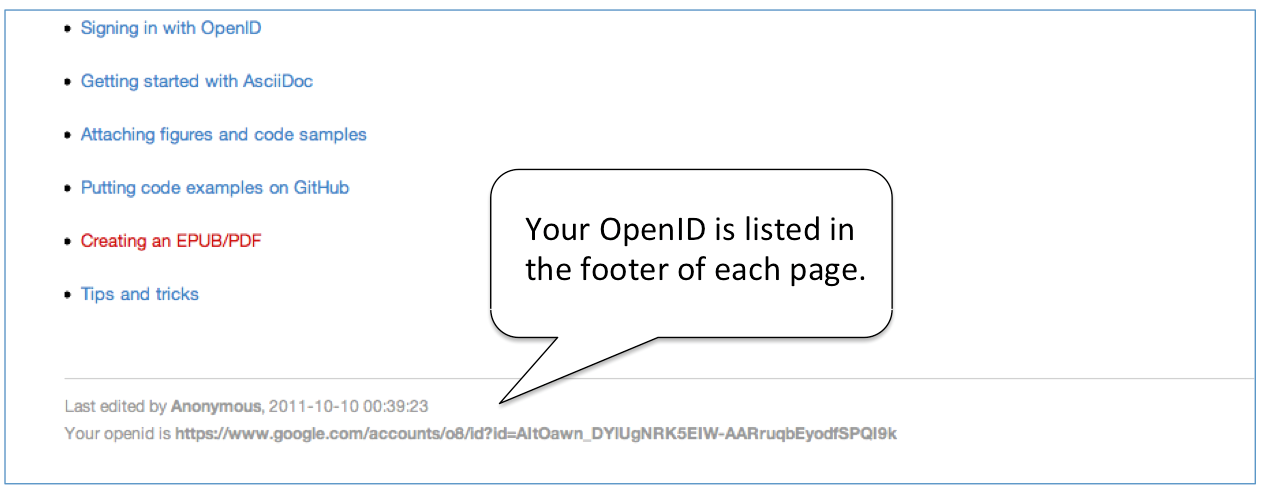 Signing in with OpenID
Getting started with AsciiDoc
Attaching figures and code samples
Putting code examples on GitHub
Creating an EPUB/PDF
Tips and tricks
Your OpenID is listed in
the footer of each page.
Last edited by Anonymous, 2011-10-10 00:39:23
Your openid is https://www.google.com/accounts/o8/id?id=AItOawn_DYlUgNRK5EIW-AARruqbEyodfSPQI9k